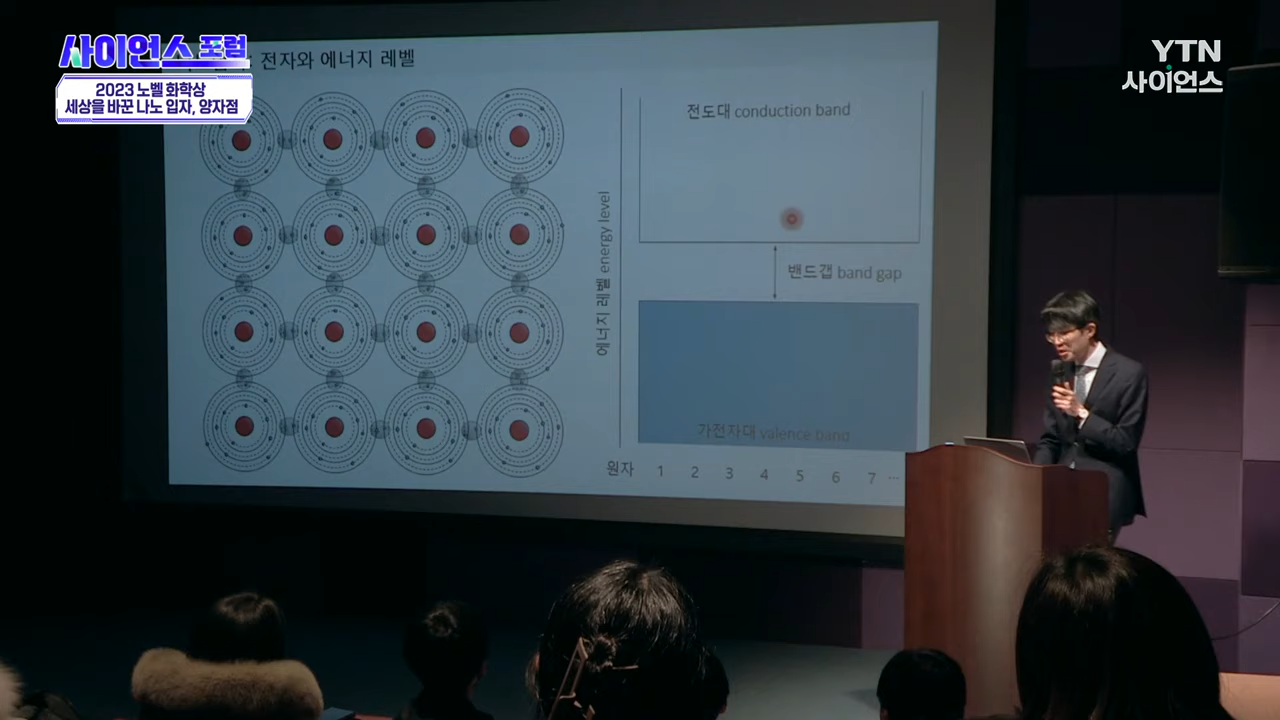 사이언스 포럼
2023 노벨 화학상
세상을 바꾼 나노 입자, 양자점
YTN
사이언스
전자와 에너지 레벨
전도대 conduction band
밴드갭 band gap
에너지 레벨 energy level
가전자대 valence band
원자 1 2 3 4 5 6 7 ...